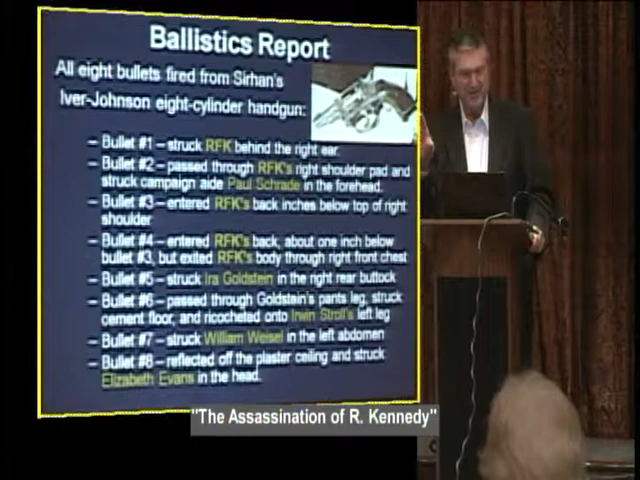 Ballistics Report
All eight bullets fired from Sirhan's
Iver-Johnson eight-cylinder handgun:
– Bullet #1 – struck RFK behind the right ear.
– Bullet #2 – passed through RFK's right shoulder pad and
struck campaign aide Paul Schrade in the forehead.
– Bullet #3 – entered RFK's back inches below top of right
shoulder
– Bullet #4 – entered RFK's back, about one inch below
bullet #3, but exited RFK's body through right front chest
– Bullet #5 – struck Ira Goldstein in the right rear buttock
– Bullet #6 – passed through Goldstein's pants leg, struck
cement floor, and ricocheted onto Irwin Stroll's left leg
– Bullet #7 – struck William Weisel in the left abdomen
– Bullet #8 – reflected off the plaster ceiling and struck
Elizabeth Evans in the head.
"The Assassination of R. Kennedy"